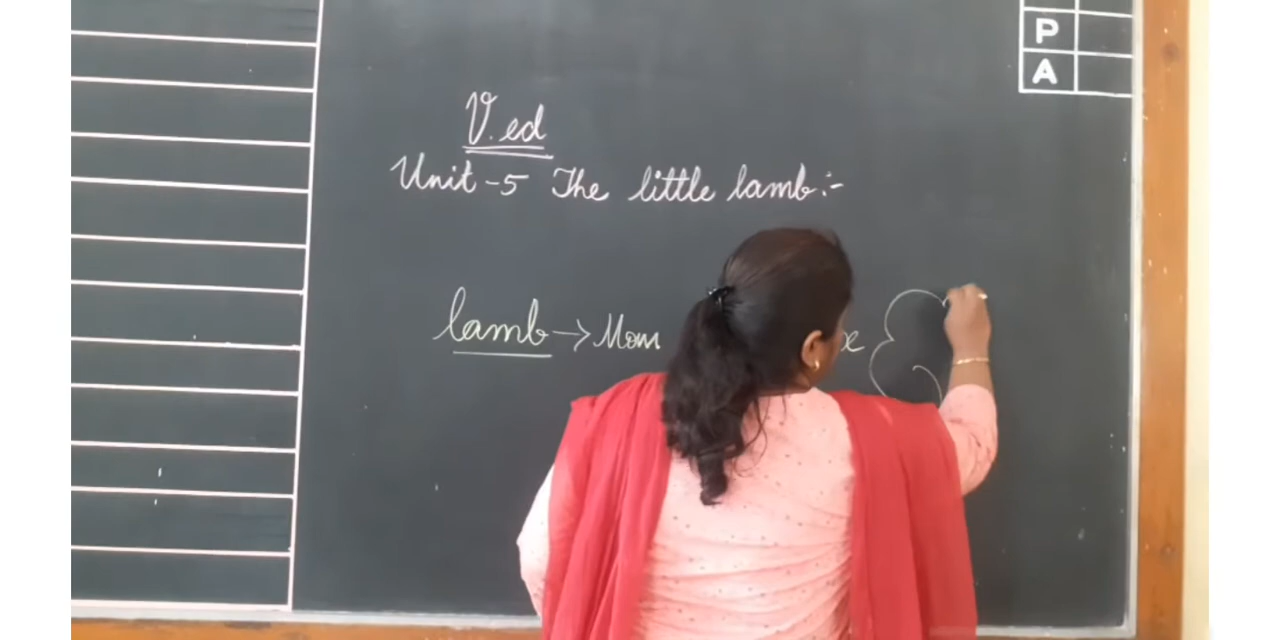 P
A
V.ed
Unit-5 The little lamb:-
lamb → Mom